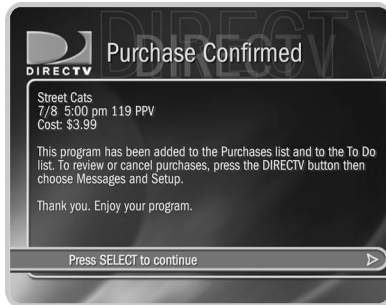 DIRECTV
DIRECTV
DIRECTV
Purchase Confirmed
Street Cats
7/8 5:00 pm 119 PPV
Cost: $3.99
This program has been added to the Purchases list and to the To Do
list. To review or cancel purchases, press the DIRECTV button then
choose Messages and Setup.
Thank you. Enjoy your program.
Press SELECT to continue